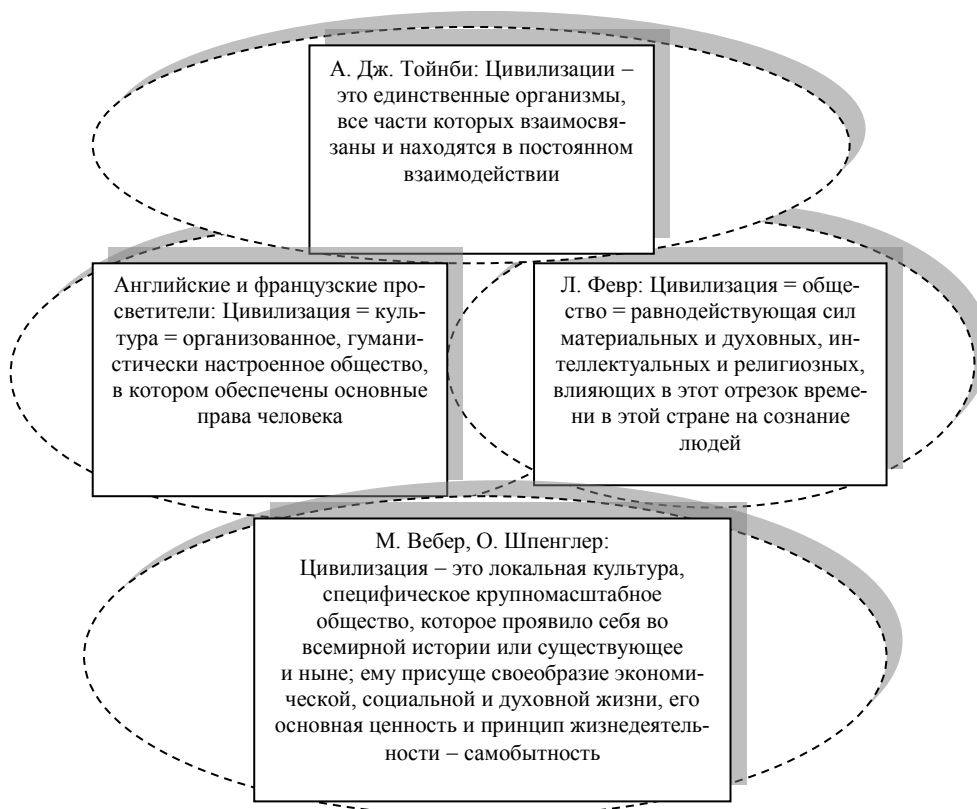 А. Дж. Тойнби: Цивилизации –
это единственные организмы,
все части которых взаимосвя-
заны и находятся в постоянном
взаимодействии
Английские и французские про-
светители: Цивилизация = куль-
тура = организованное, гумани-
стически настроенное общество,
в котором обеспечены основные
права человека
Л. Февр: Цивилизация = обще-
ство = равнодействующая сил
материальных и духовных, ин-
теллектуальных и религиозных,
влияющих в этот отрезок време-
ни в этой стране на сознание
людей
М. Вебер, О. Шпенглер:
Цивилизация – это локальная культура,
специфическое крупномасштабное
общество, которое проявило себя во
всемирной истории или существующее
и ныне; ему присуще своеобразие экономи-
ческой, социальной и духовной жизни, его
основная ценность и принцип жизнедеятель-
ности – самобытность